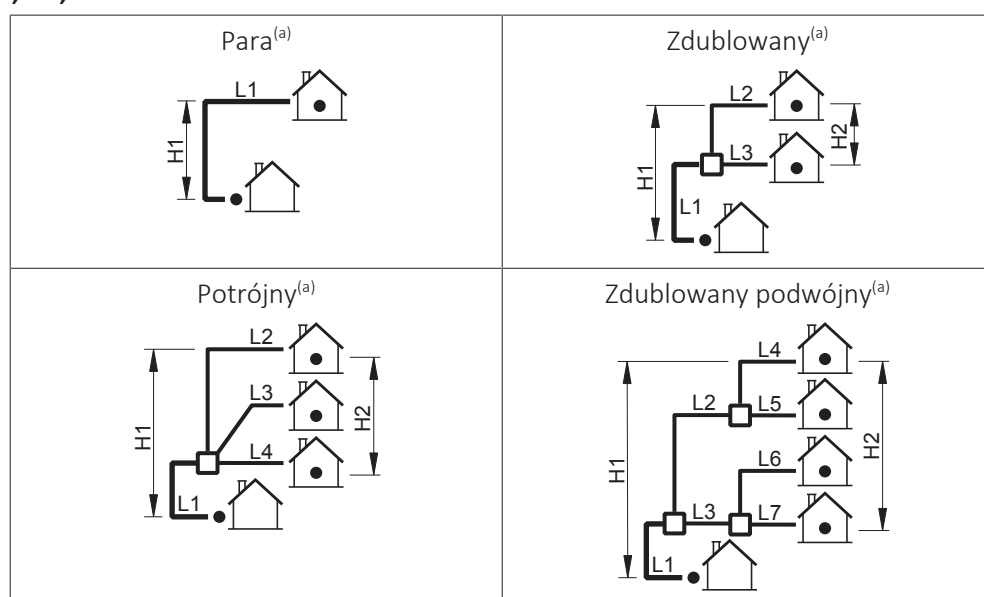 Para(a)
L1
H1
Zdublowany(a)
L2
H2
L3
H1
L1
Potrójny(a)
L2
L3
H1
H2
L4
L1
Zdublowany podwójny(a)
L4
L2
L5
H1
H2
L6
L3
L7
L1